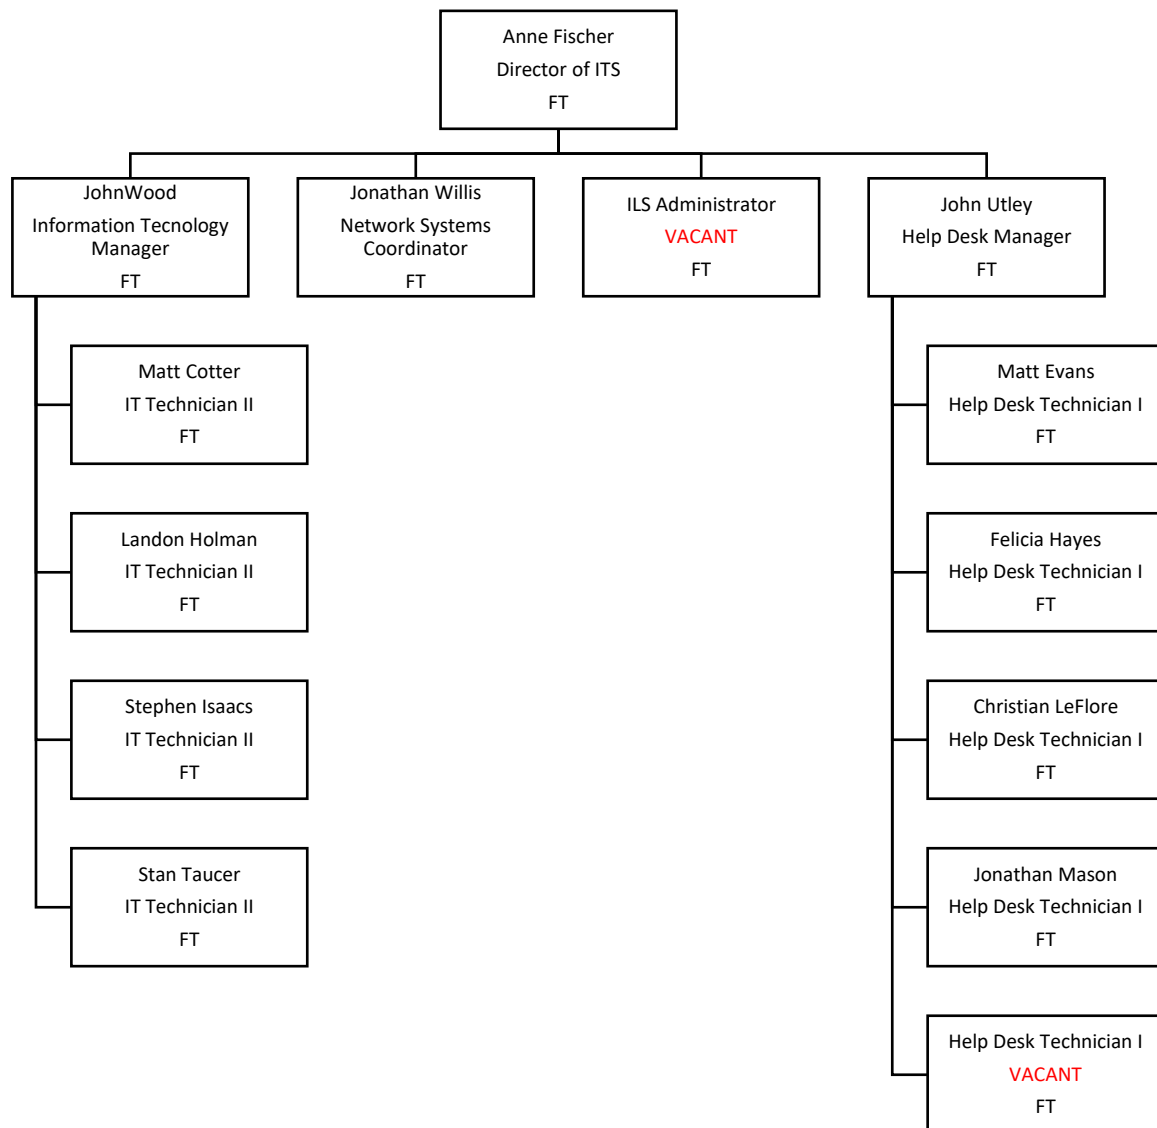 Anne Fischer
Director of ITS
FT
JohnWood
Information Tecnology
Manager
FT
Jonathan Willis
Network Systems
Coordinator
FT
ILS Administrator
VACANT
FT
John Utley
Help Desk Manager
FT
Matt Cotter
IT Technician II
FT
Landon Holman
IT Technician II
FT
Stephen Isaacs
IT Technician II
FT
Stan Taucer
IT Technician II
FT
Matt Evans
Help Desk Technician I
FT
Felicia Hayes
Help Desk Technician I
FT
Christian LeFlore
Help Desk Technician I
FT
Jonathan Mason
Help Desk Technician I
FT
Help Desk Technician I
VACANT
FT